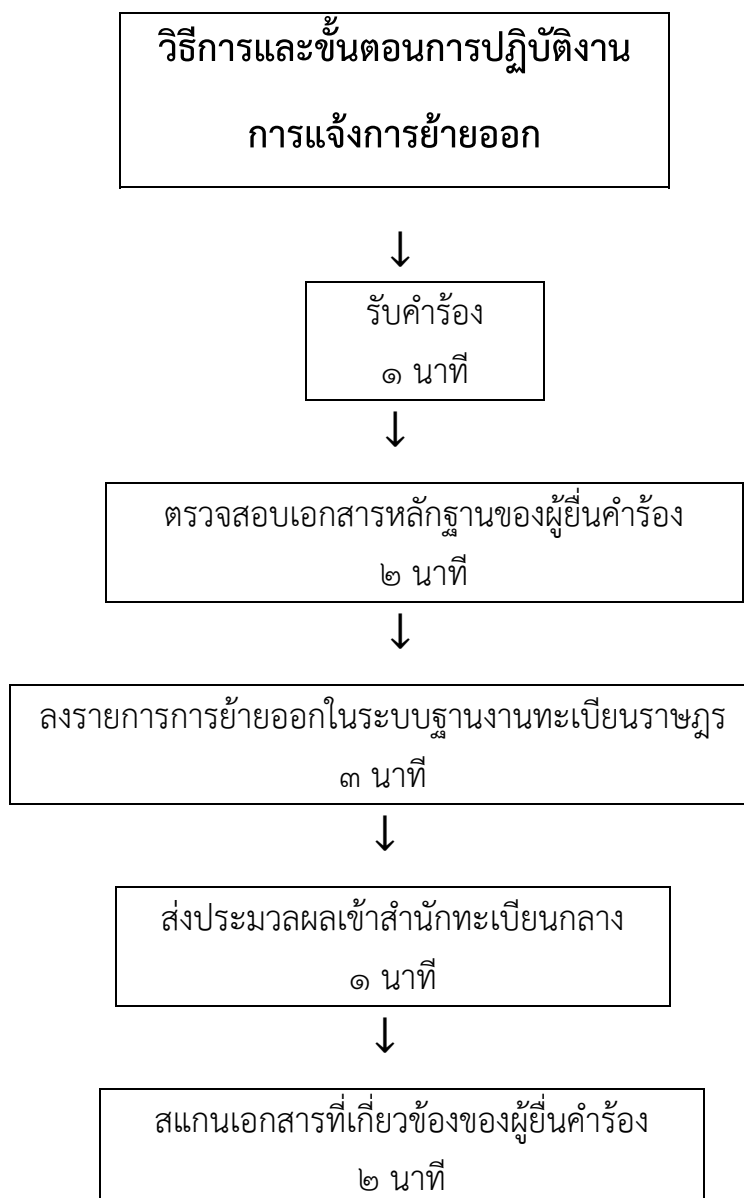 วิธีการและขั้นตอนการปฏิบัติงาน
การแจ้งการย้ายออก
↓
รับคำร้อง
๑ นาที
↓
ตรวจสอบเอกสารหลักฐานของผู้ยื่นคำร้อง
๒ นาที
↓
ลงรายการการย้ายออกในระบบฐานงานทะเบียนราษฎร
๓ นาที
↓
ส่งประมวลผลเข้าสำนักทะเบียนกลาง
๑ นาที
↓
สแกนเอกสารที่เกี่ยวข้องของผู้ยื่นคำร้อง
๒ นาที